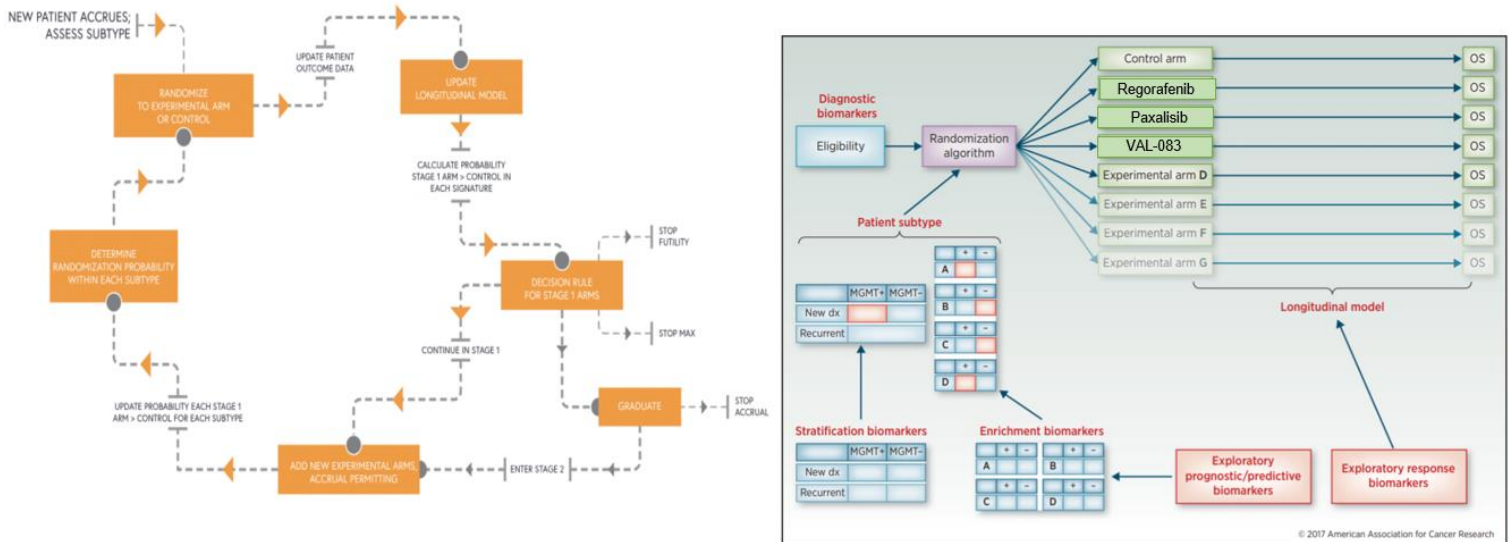 NEW PATIENT ACCRUES;
ASSESS SUBTYPE
RANDOMIZE
TO EXPERIMENTAL ARM
OR CONTROL
UPDATE PATIENT
OUTCOME DATA
UPDATE
LONGITUDINAL MODEL
CALCULATE PROBABILITY
STAGE 1 ARM > CONTROL IN
EACH SIGNATURE
DECISION RULE
FOR STAGE 1 ARMS
STOP
FUTILITY
STOP MAX
CONTINUE IN STAGE 1
GRADUATE
STOP
ACCRUAL
ENTER STAGE 2
ADD NEW EXPERIMENTAL ARMS,
ACCRUAL PERMITTING
UPDATE PROBABILITY EACH STAGE 1
ARM > CONTROL FOR EACH SUBTYPE
DETERMINE
RANDOMIZATION PROBABILITY
WITHIN EACH SUBTYPE
Diagnostic
biomarkers
Eligibility
Randomization
algorithm
Control arm
OS
Regorafenib
OS
Paxalisib
OS
VAL-083
OS
Experimental arm D
OS
Experimental arm E
OS
Experimental arm F
OS
Experimental arm G
OS
Patient subtype
MGMT+ MGMT–
New dx
Recurrent
+ –
A
+ –
B
+ –
C
+ –
D
Longitudinal model
Stratification biomarkers
MGMT+ MGMT–
New dx
Recurrent
Enrichment biomarkers
+ –
A
+ –
B
+ –
C
+ –
D
Exploratory
prognostic/predictive
biomarkers
Exploratory response
biomarkers
© 2017 American Association for Cancer Research